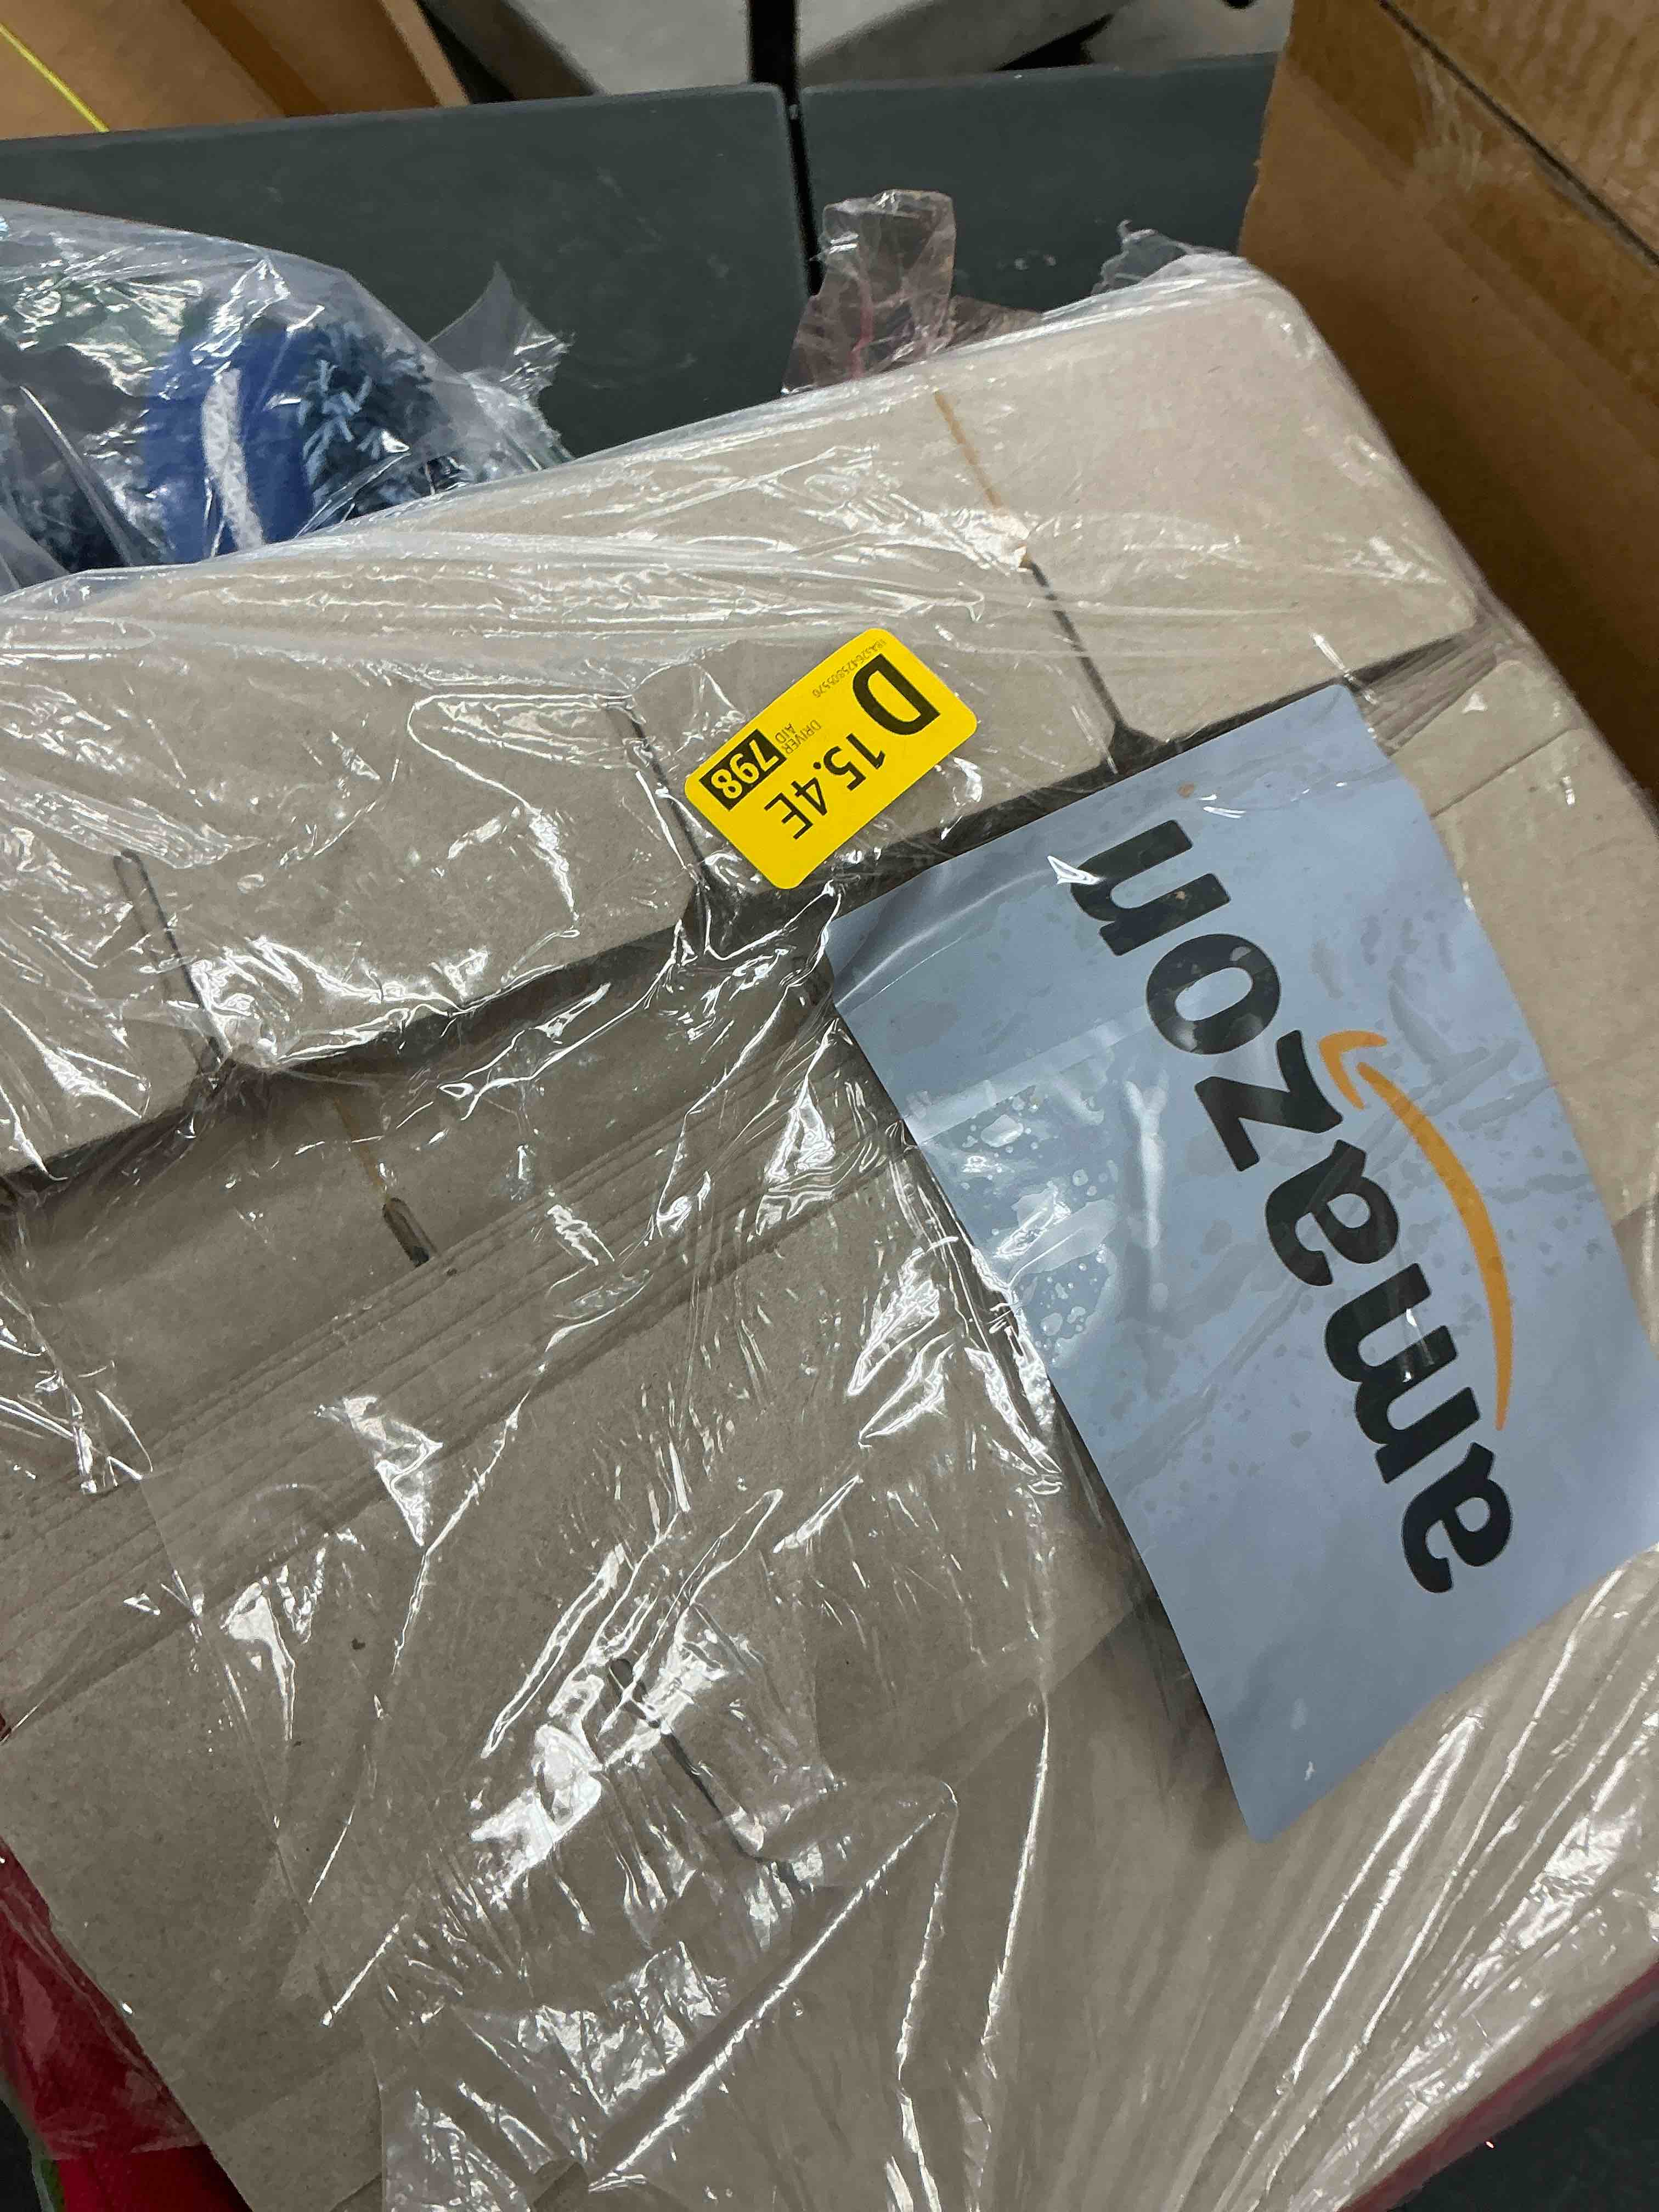 D 15.4E
DRIVER
AID
798
amazon